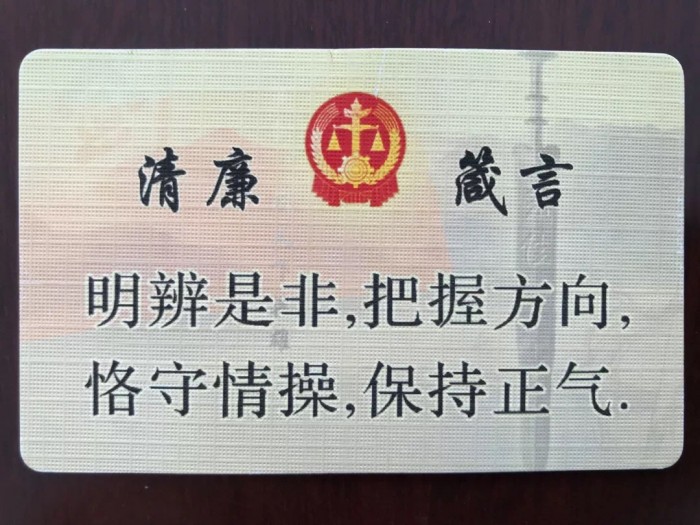 清廉 箴言
明辨是非,把握方向,
恪守情操,保持正气.